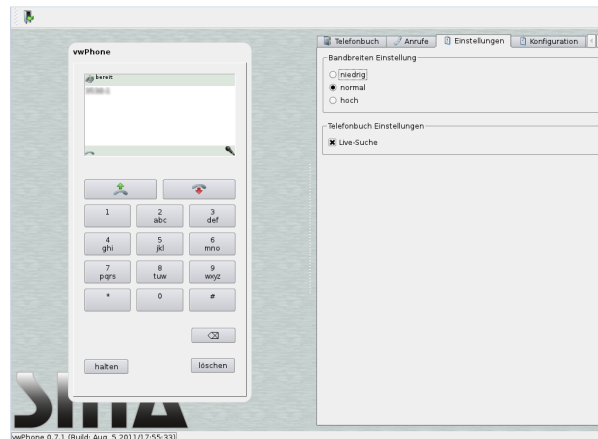 vwPhone
bereit
1
2
abc
3
def
4
ghi
5
jkl
6
mno
7
pqrs
8
tuw
9
wxyz
*
0
#
halten
löschen
Telefonbuch
Anrufe
Einstellungen
Konfiguration
Bandbreiten Einstellung
niedrig
normal
hoch
Telefonbuch Einstellungen
Live-Suche
SINA
vwPhone 0.7.1 (Build: Aug 5 2011/17:55:33)